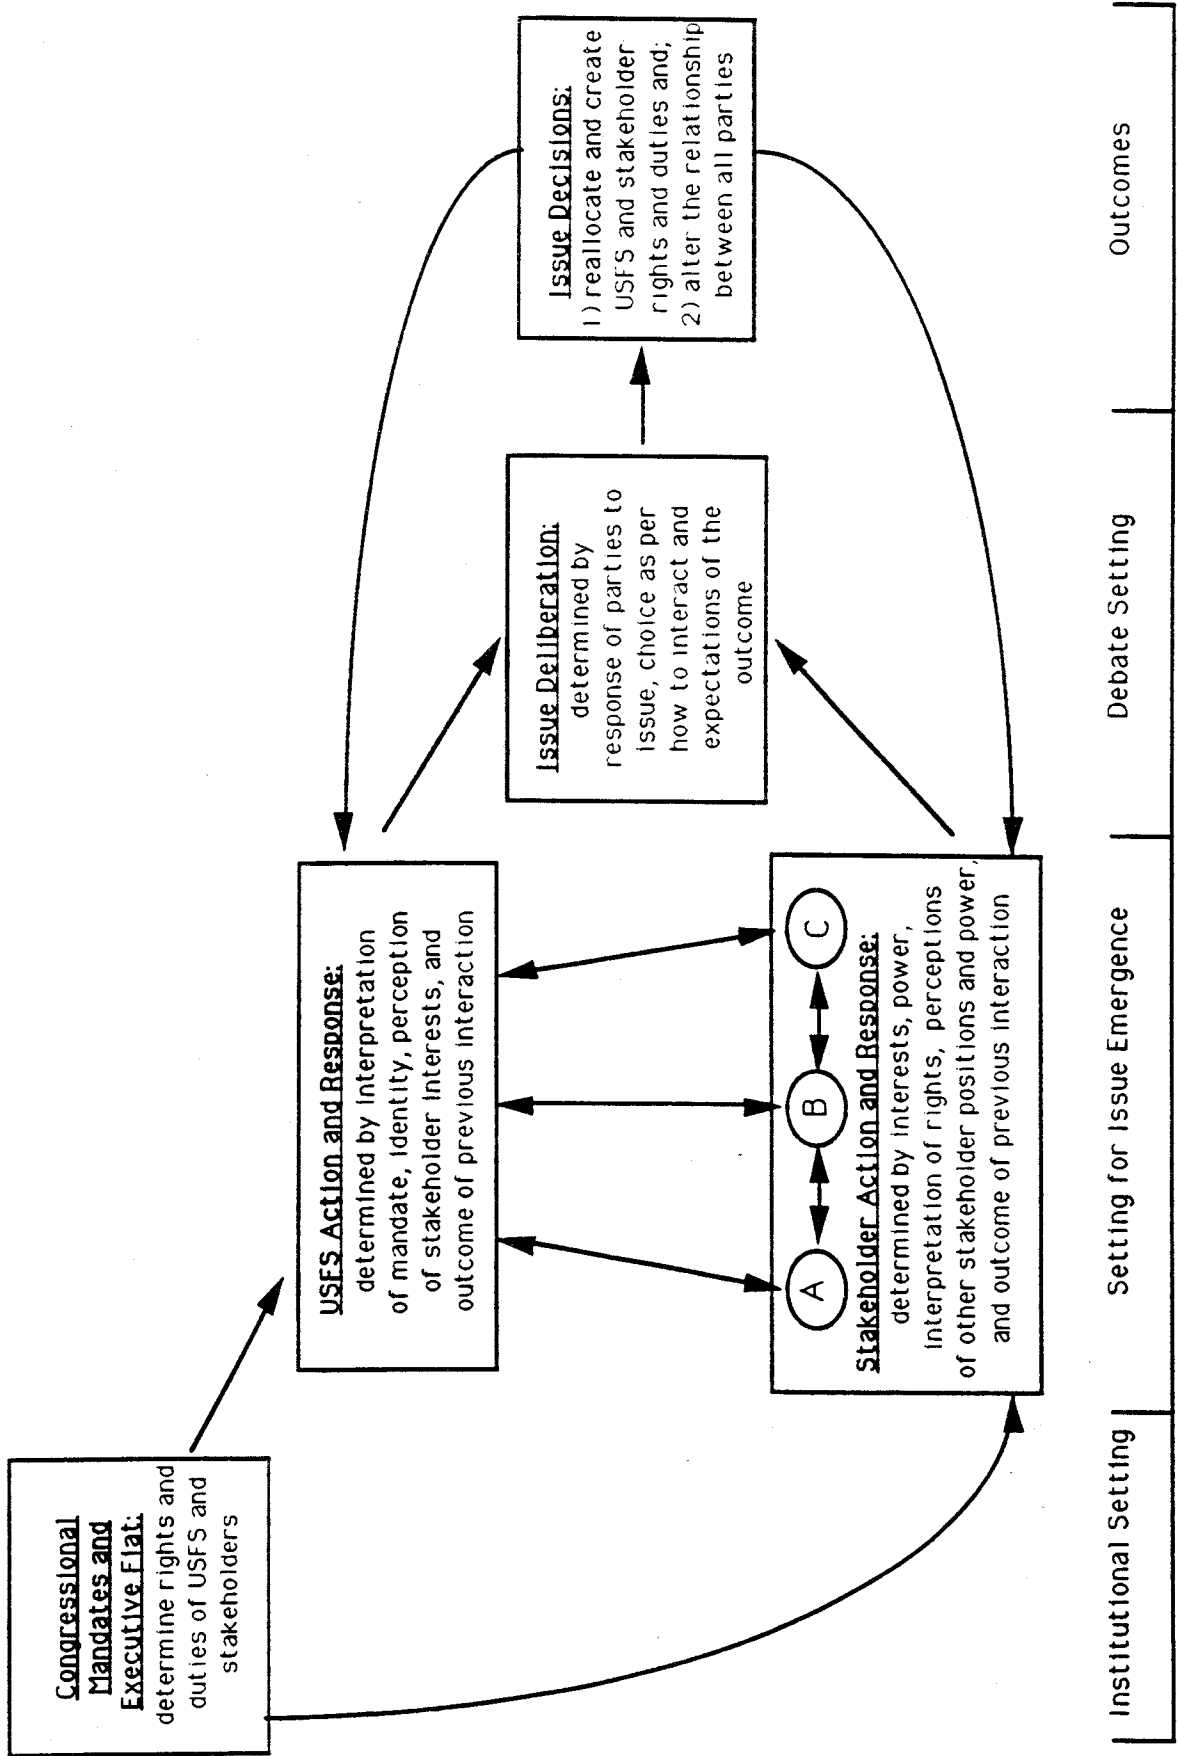 Congressional
Mandates and
Executive Fiat:
determine rights and
duties of USFS and
stakeholders
USFS Action and Response:
determined by interpretation
of mandate, identity, perception
of stakeholder interests, and
outcome of previous interaction
A
B
C
Stakeholder Action and Response:
determined by interests, power,
interpretation of rights, perceptions
of other stakeholder positions and power,
and outcome of previous interaction
Issue Deliberation:
determined by
response of parties to
issue, choice as per
how to interact and
expectations of the
outcome
Issue Decisions:
1) reallocate and create
USFS and stakeholder
rights and duties and;
2) alter the relationship
between all parties
Institutional Setting
Setting for Issue Emergence
Debate Setting
Outcomes